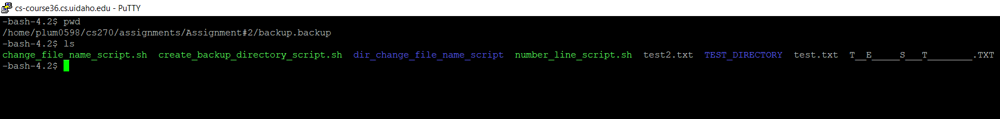 cs-course36.cs.uidaho.edu - PuTTY
-bash-4.2$ pwd
/home/plum0598/cs270/assignments/Assignment#2/backup.backup
-bash-4.2$ ls
change_file_name_script.sh  create_backup_directory_script.sh  dir_change_file_name_script  number_line_script.sh  test2.txt  TEST_DIRECTORY  test.txt  T__E_____S___T________.TXT
-bash-4.2$